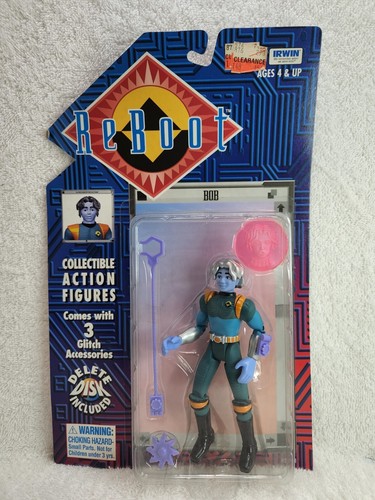 ReBoot™
CLEARANCE
IRWIN
AGES 4 & UP
BOB
COLLECTIBLE
ACTION
FIGURES
Comes with
3
Glitch
Accessories
DELETE
DISK
INCLUDED
⚠ WARNING:
CHOKING HAZARD-
Small Parts. Not for
Children under 3 yrs.